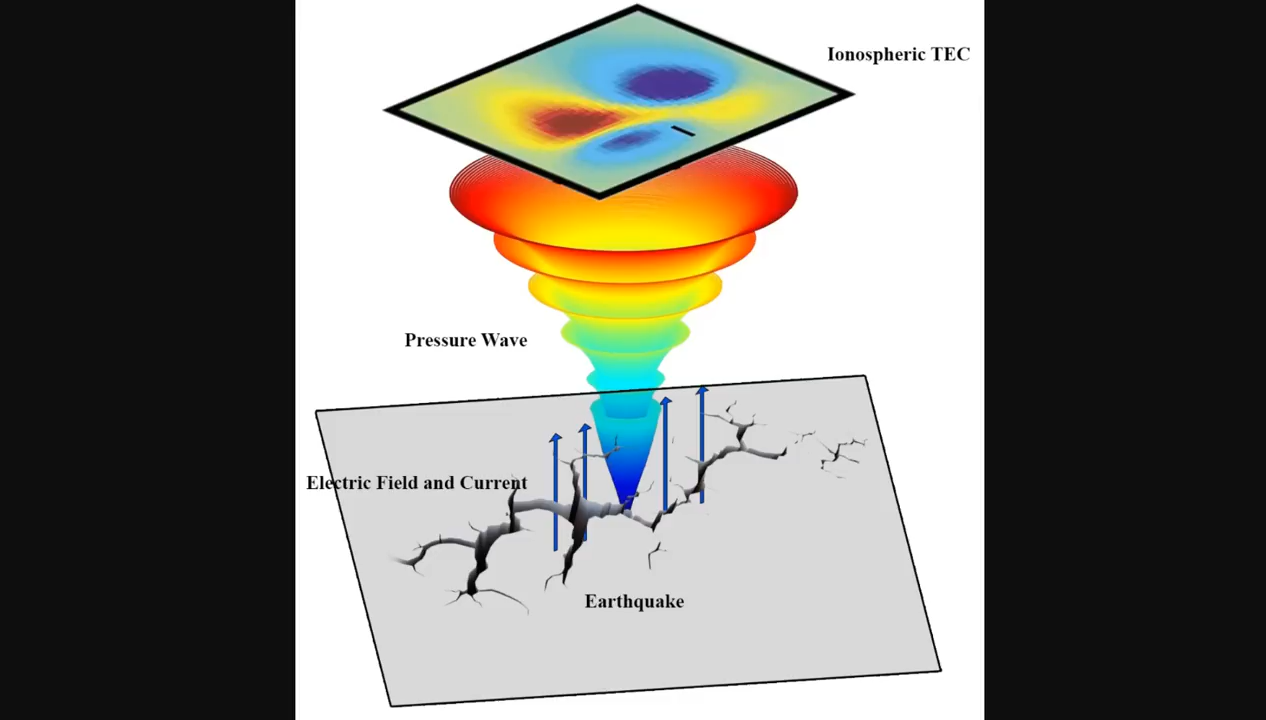 Ionospheric TEC
Pressure Wave
Electric Field and Current
Earthquake